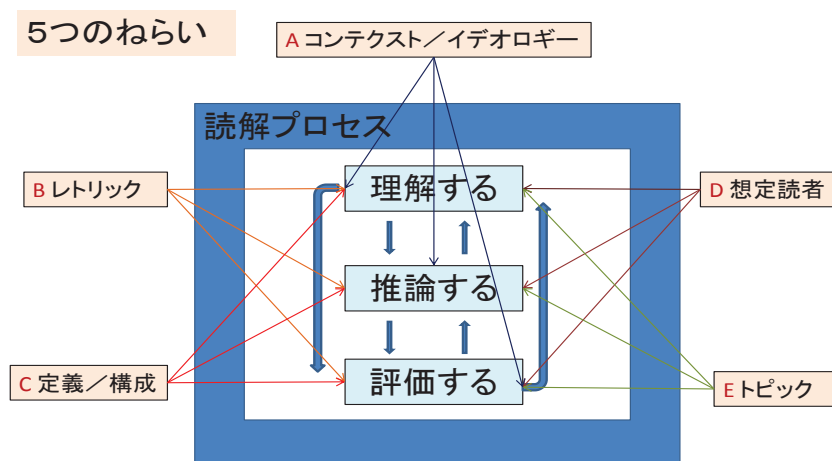 5つのねらい
A コンテクスト/イデオロギー
読解プロセス
理解する
B レトリック
D 想定読者
推論する
C 定義/構成
評価する
E トピック